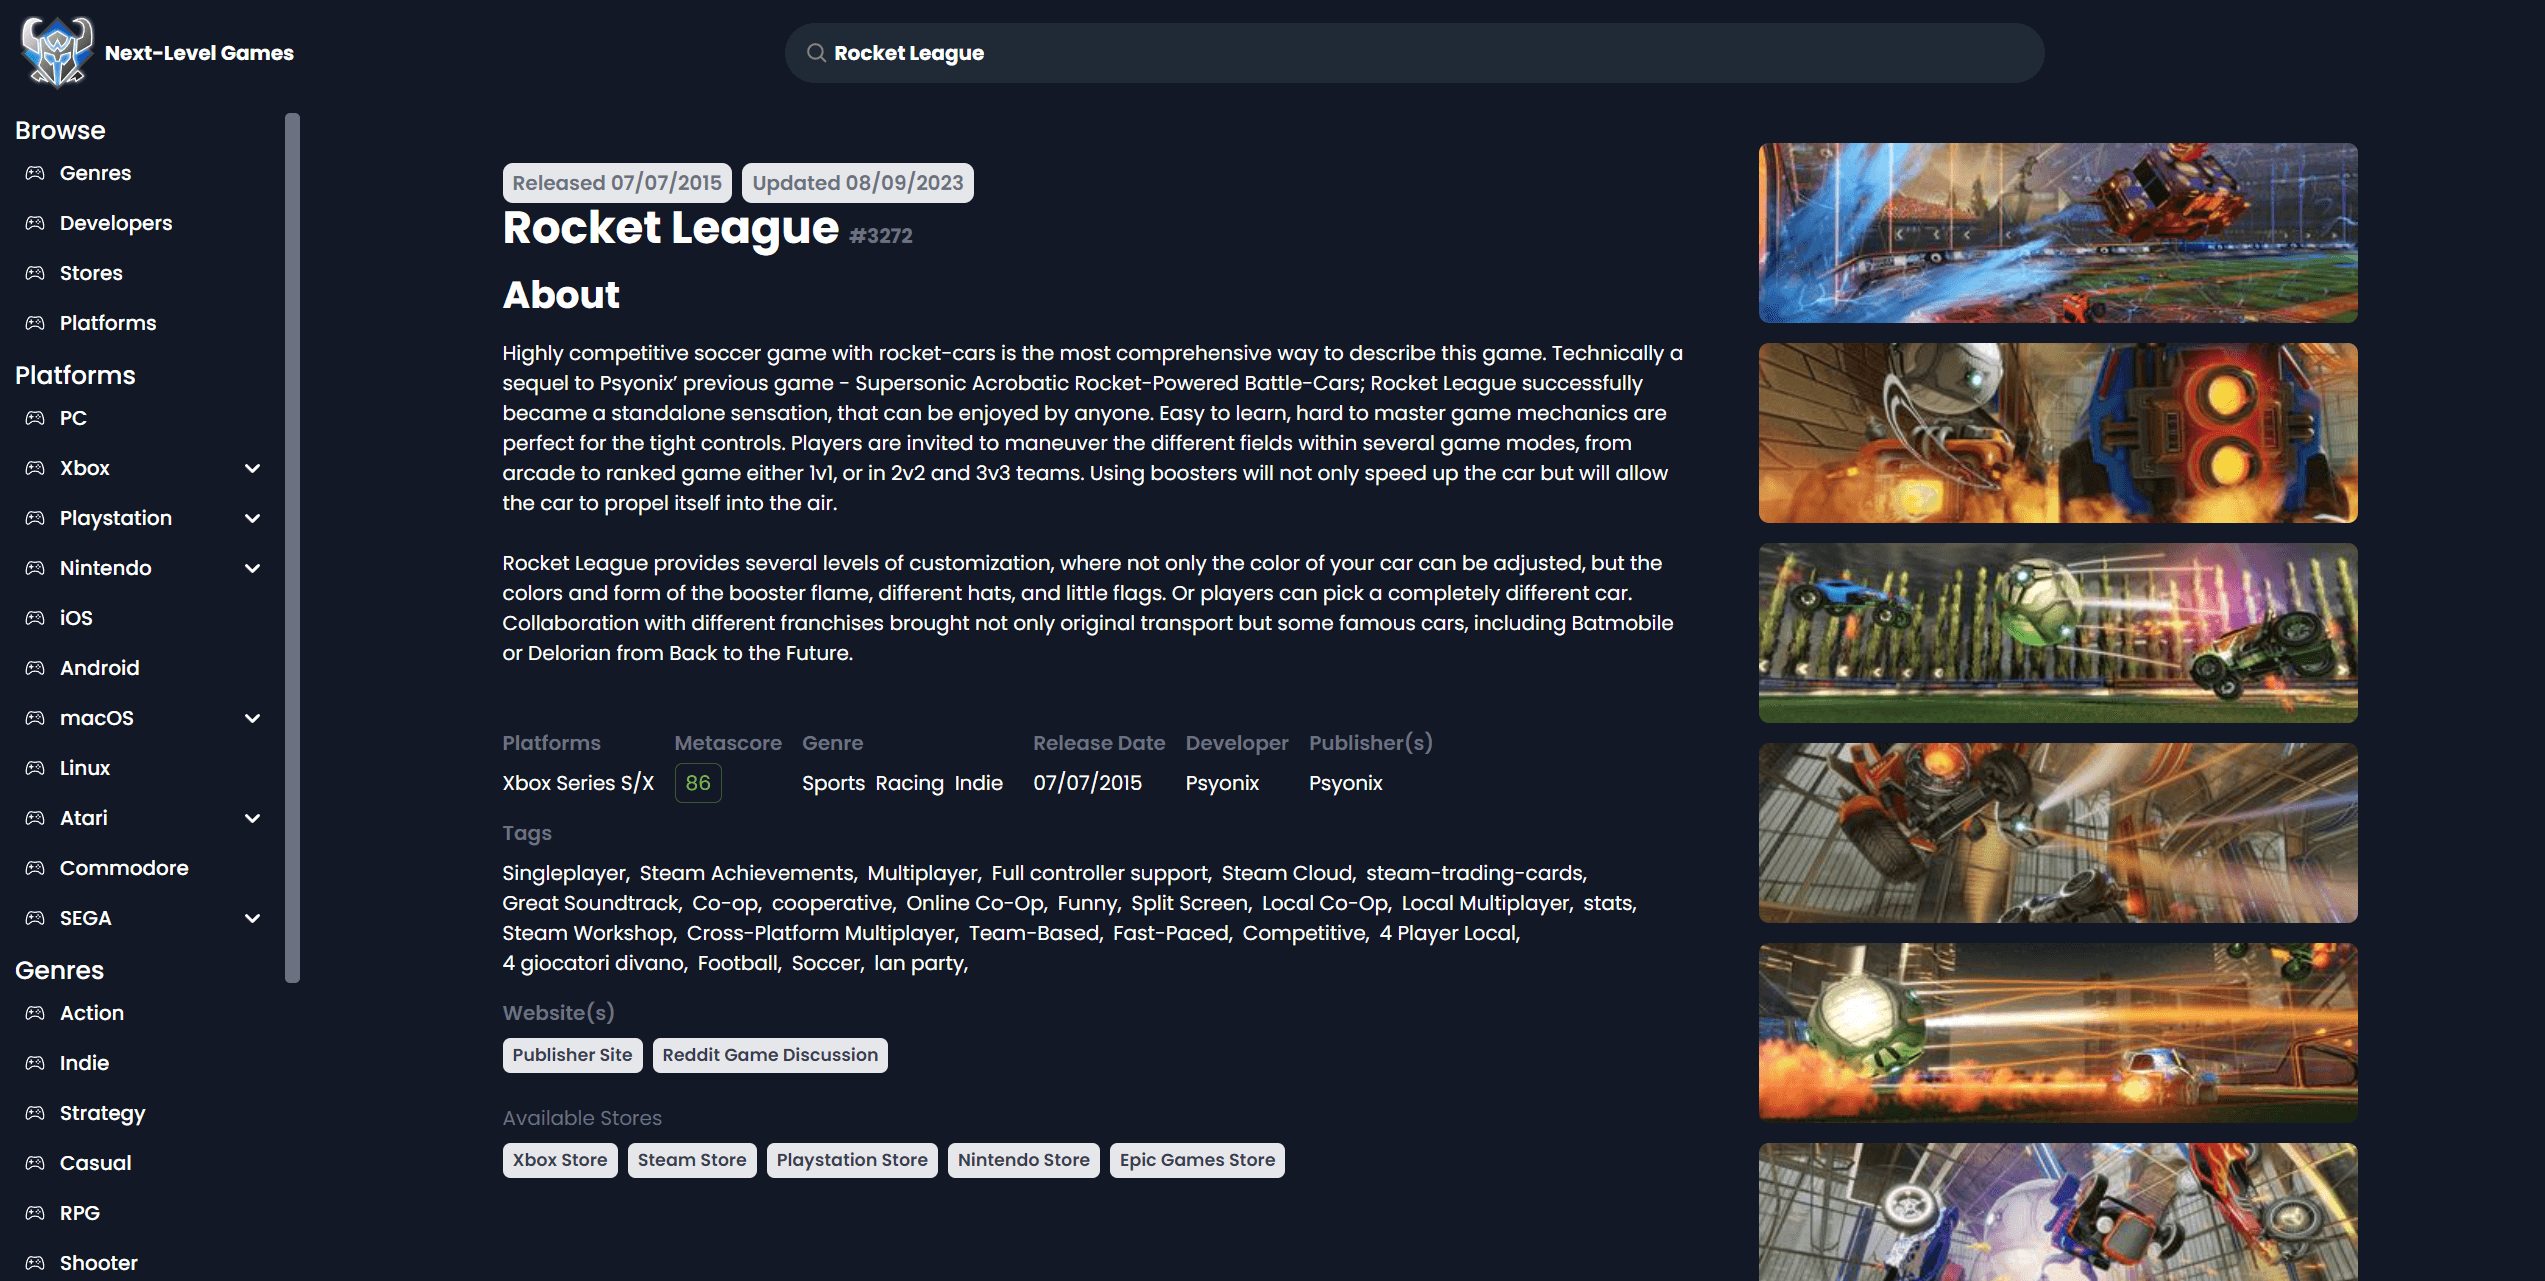 Next-Level Games
Rocket League
Browse
Genres
Developers
Stores
Platforms
Platforms
PC
Xbox
Playstation
Nintendo
iOS
Android
macOS
Linux
Atari
Commodore
SEGA
Genres
Action
Indie
Strategy
Casual
RPG
Shooter
Released 07/07/2015 Updated 08/09/2023
Rocket League #3272
About
Highly competitive soccer game with rocket-cars is the most comprehensive way to describe this game. Technically a
sequel to Psyonix’ previous game - Supersonic Acrobatic Rocket-Powered Battle-Cars; Rocket League successfully
became a standalone sensation, that can be enjoyed by anyone. Easy to learn, hard to master game mechanics are
perfect for the tight controls. Players are invited to maneuver the different fields within several game modes, from
arcade to ranked game either 1v1, or in 2v2 and 3v3 teams. Using boosters will not only speed up the car but will allow
the car to propel itself into the air.
Rocket League provides several levels of customization, where not only the color of your car can be adjusted, but the
colors and form of the booster flame, different hats, and little flags. Or players can pick a completely different car.
Collaboration with different franchises brought not only original transport but some famous cars, including Batmobile
or Delorian from Back to the Future.
Platforms Metascore Genre Release Date Developer Publisher(s)
Xbox Series S/X 86 Sports Racing Indie 07/07/2015 Psyonix Psyonix
Tags
Singleplayer, Steam Achievements, Multiplayer, Full controller support, Steam Cloud, steam-trading-cards,
Great Soundtrack, Co-op, cooperative, Online Co-Op, Funny, Split Screen, Local Co-Op, Local Multiplayer, stats,
Steam Workshop, Cross-Platform Multiplayer, Team-Based, Fast-Paced, Competitive, 4 Player Local,
4 giocatori divano, Football, Soccer, lan party,
Website(s)
Publisher Site Reddit Game Discussion
Available Stores
Xbox Store Steam Store Playstation Store Nintendo Store Epic Games Store